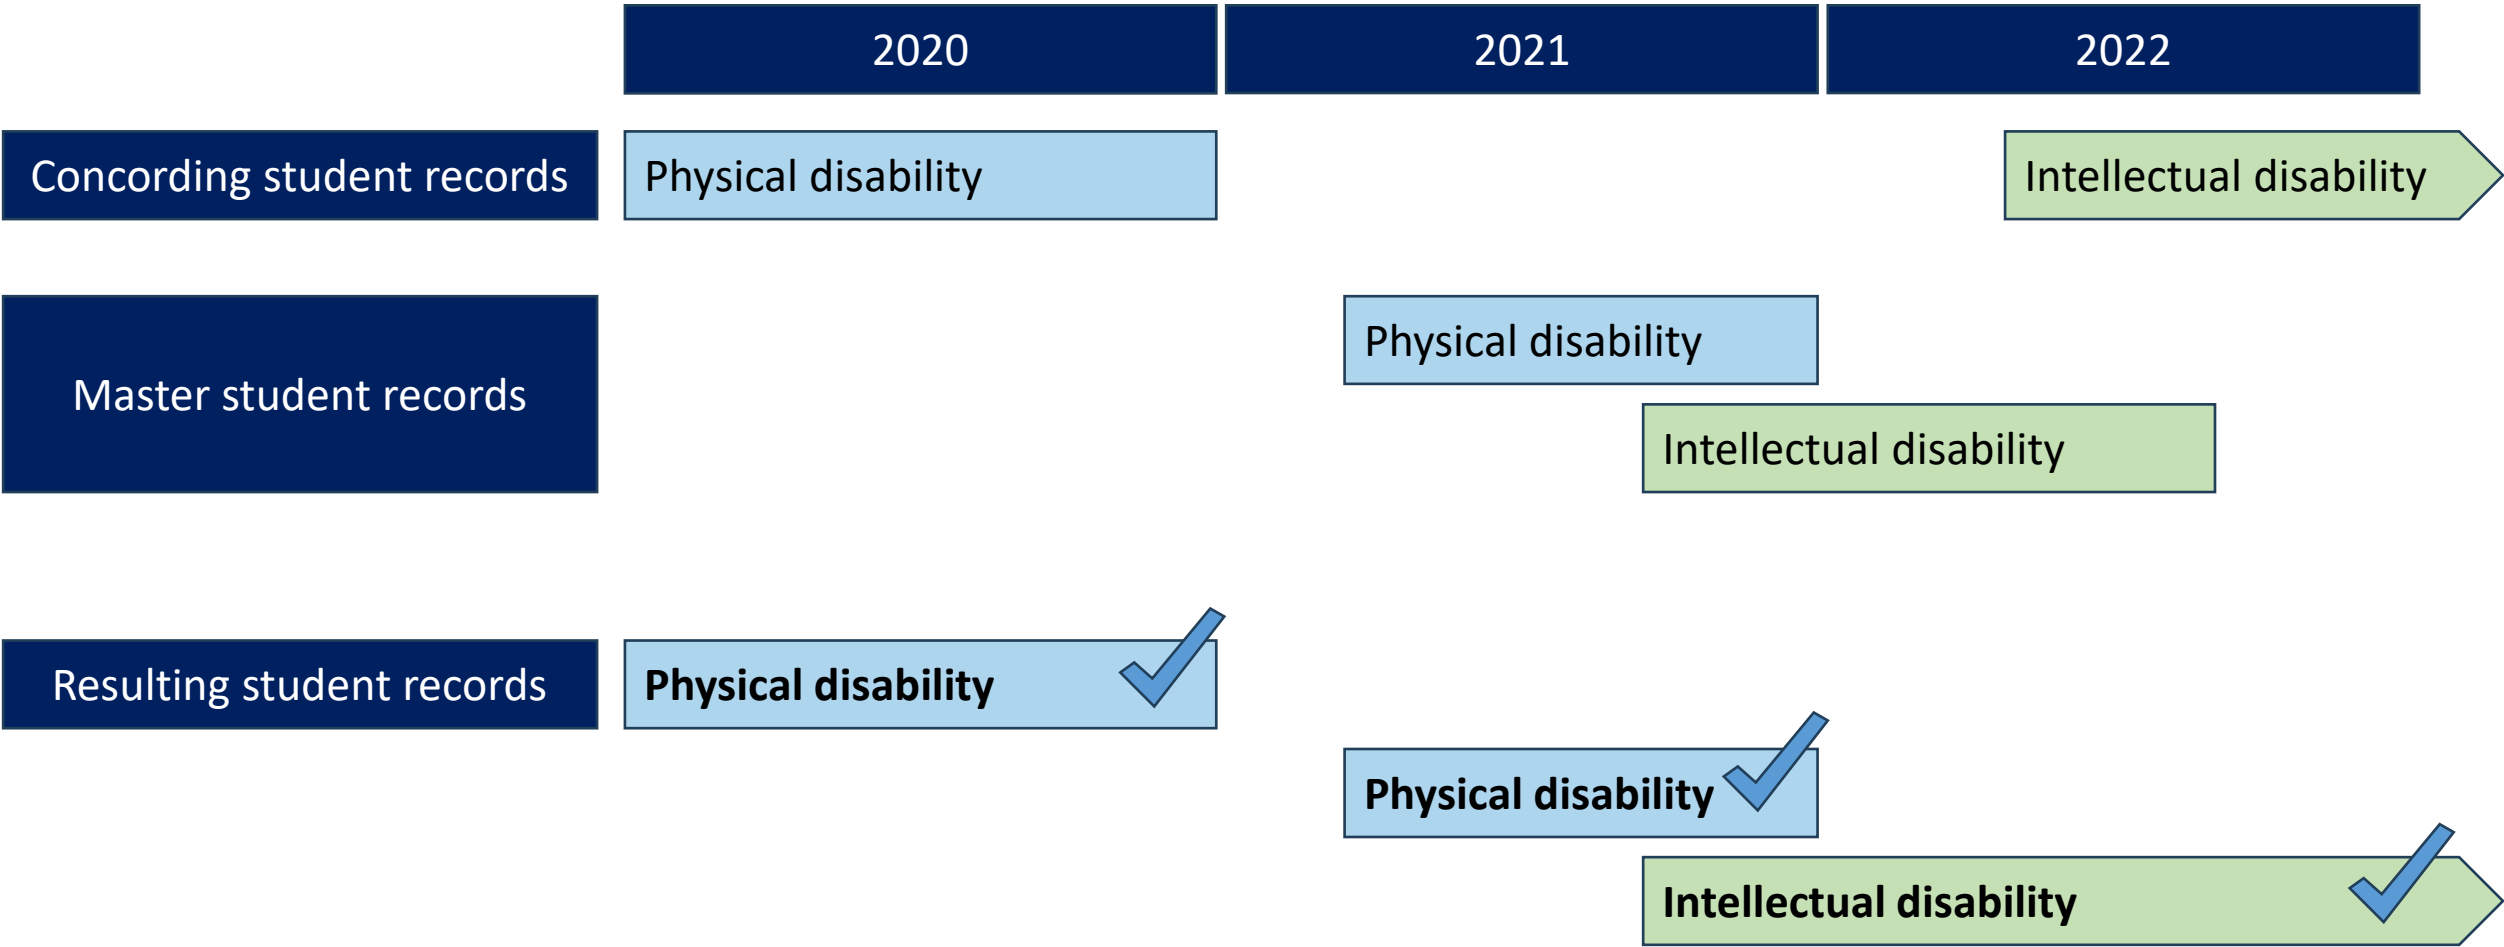 2020
2021
2022
Concording student records
Physical disability
Intellectual disability
Master student records
Physical disability
Intellectual disability
Resulting student records
Physical disability
Physical disability
Intellectual disability